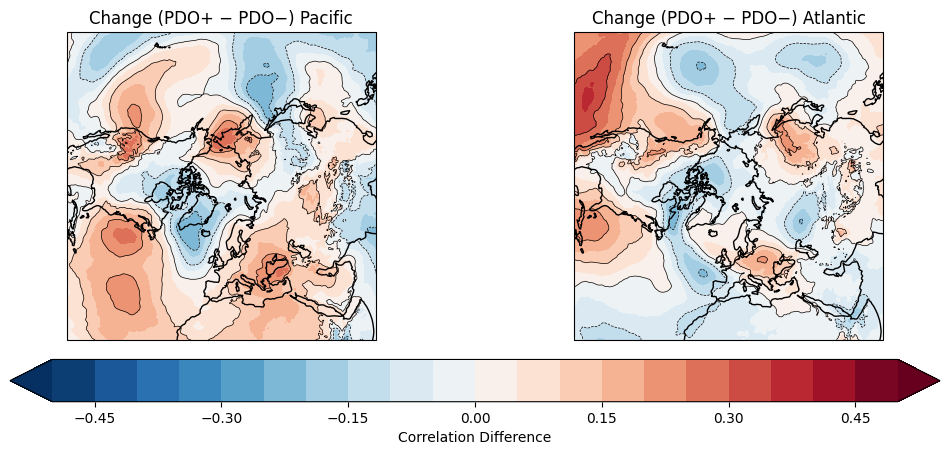 Change (PDO+ − PDO−) Pacific
Change (PDO+ − PDO−) Atlantic
−0.45 −0.30 −0.15 0.00 0.15 0.30 0.45
Correlation Difference